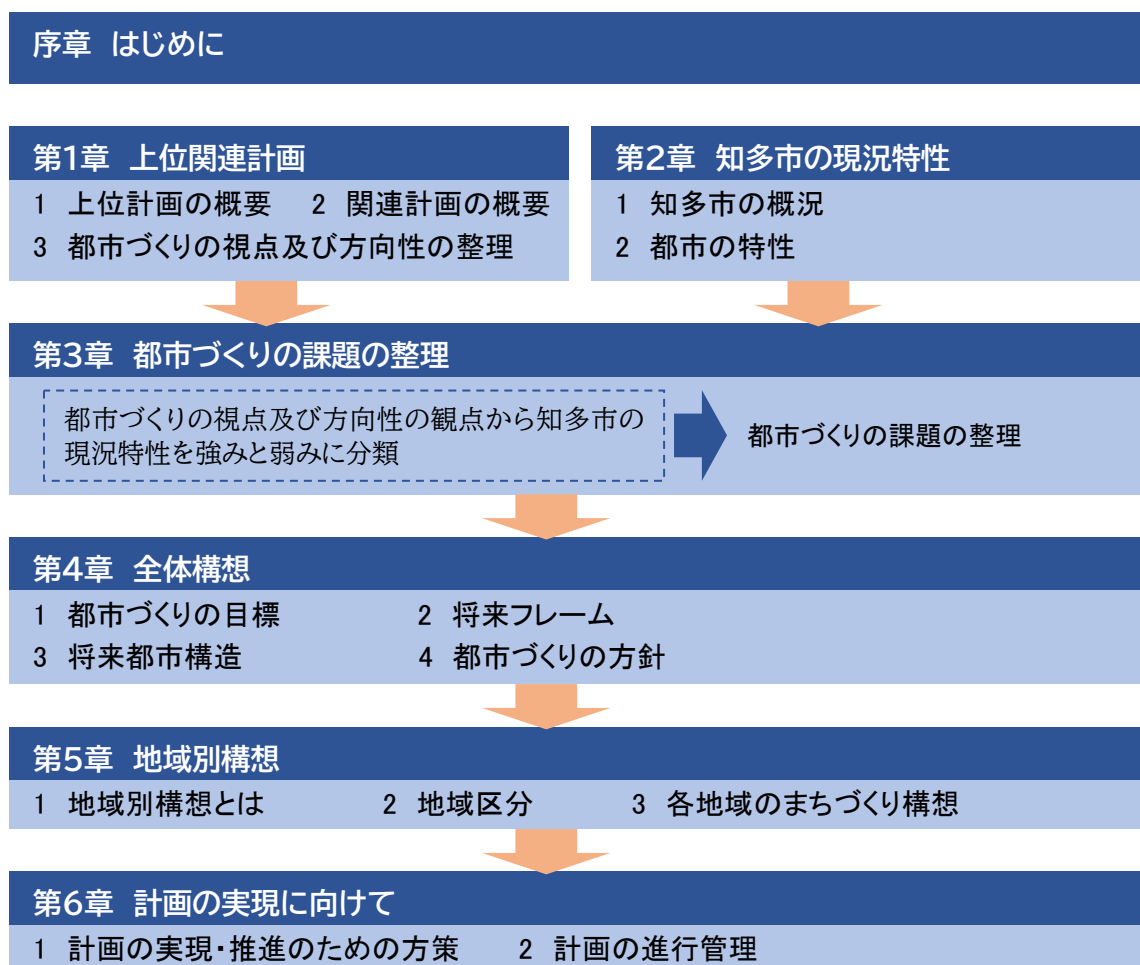 序章 はじめに
第1章 上位関連計画
1 上位計画の概要 2 関連計画の概要
3 都市づくりの視点及び方向性の整理
第2章 知多市の現況特性
1 知多市の概況
2 都市の特性
第3章 都市づくりの課題の整理
都市づくりの視点及び方向性の観点から知多市の
現況特性を強みと弱みに分類
都市づくりの課題の整理
第4章 全体構想
1 都市づくりの目標 2 将来フレーム
3 将来都市構造 4 都市づくりの方針
第5章 地域別構想
1 地域別構想とは 2 地域区分 3 各地域のまちづくり構想
第6章 計画の実現に向けて
1 計画の実現・推進のための方策 2 計画の進行管理